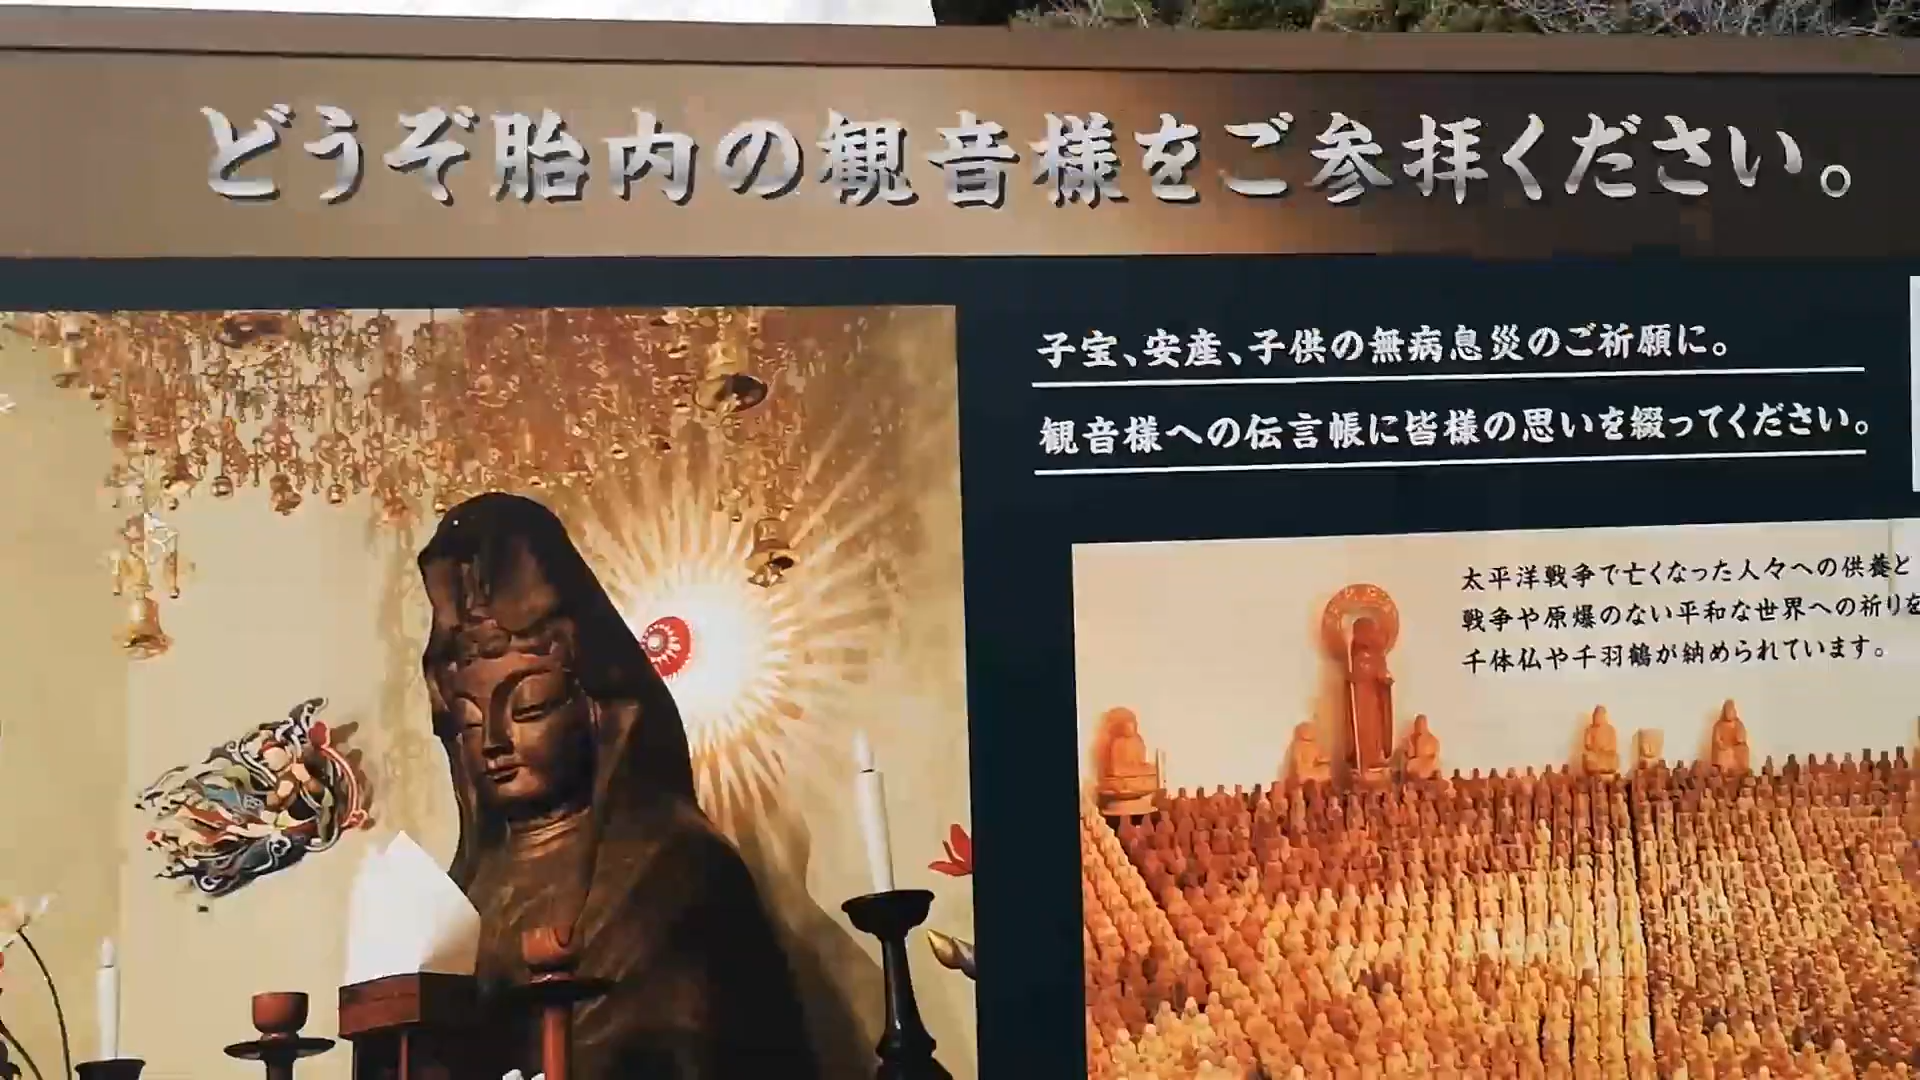 どうぞ胎内の観音様をご参拝ください。
子宝、安産、子供の無病息災のご祈願に。
観音様への伝言帳に皆様の思いを綴ってください。
太平洋戦争で亡くなった人々への供養と
戦争や原爆のない平和な世界への祈りを
千体仏や千羽鶴が納められています。